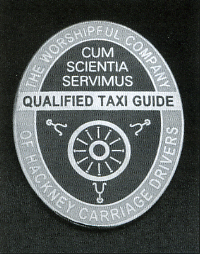 THE WORSHIPFUL COMPANY
CUM
SCIENTIA
SERVIMUS
QUALIFIED TAXI GUIDE
OF HACKNEY CARRIAGE DRIVERS